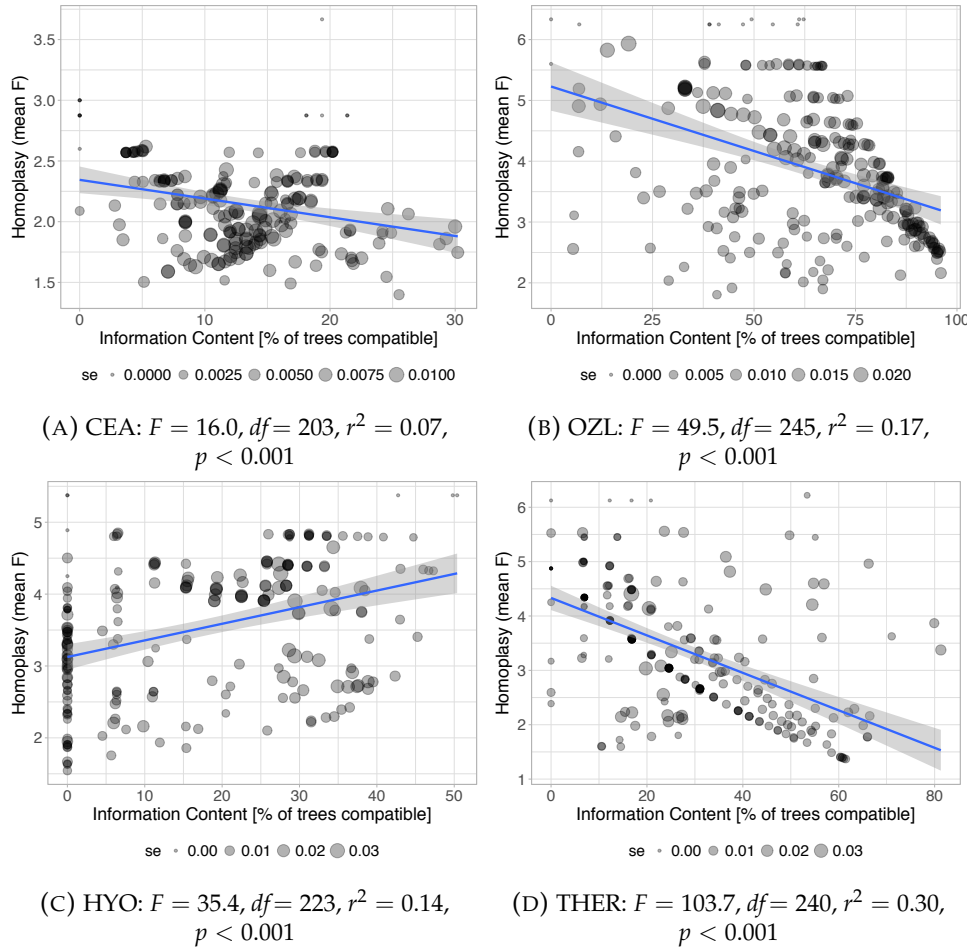 3.5
3.0
2.5
2.0
1.5
Homoplasy (mean F)
0
10
20
30
Information Content [% of trees compatible]
se 0.0000 0.0025 0.0050 0.0075 0.0100
(A) CEA: F = 16.0, df= 203, r² = 0.07,
p < 0.001
6
5
4
3
2
Homoplasy (mean F)
0
25
50
75
100
Information Content [% of trees compatible]
se 0.000 0.005 0.010 0.015 0.020
(B) OZL: F = 49.5, df= 245, r² = 0.17,
p < 0.001
5
4
3
2
Homoplasy (mean F)
0
10
20
30
40
50
Information Content [% of trees compatible]
se 0.00 0.01 0.02 0.03
(C) HYO: F = 35.4, df= 223, r² = 0.14,
p < 0.001
6
5
4
3
2
1
Homoplasy (mean F)
0
20
40
60
80
Information Content [% of trees compatible]
se 0.00 0.01 0.02 0.03
(D) THER: F = 103.7, df= 240, r² = 0.30,
p < 0.001